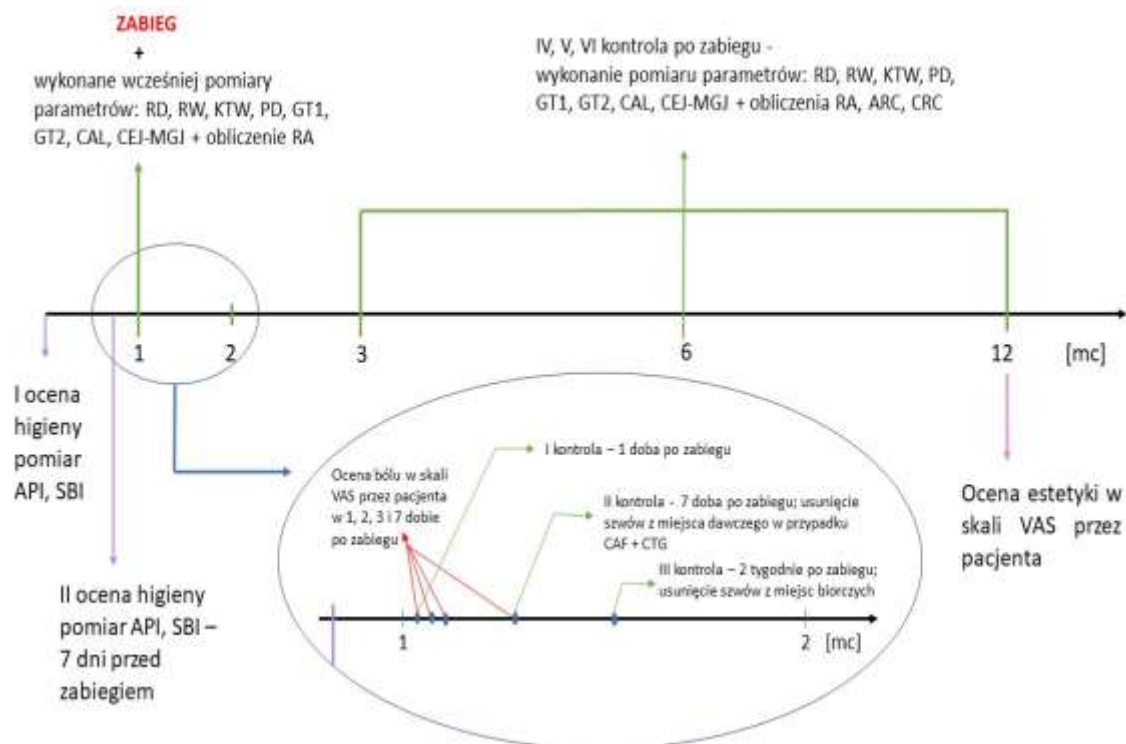 ZABIEG
+
wykonane wcześniej pomiary
parametrów: RD, RW, KTW, PD, GT1,
GT2, CAL, CEJ-MGJ + obliczenie RA
IV, V, VI kontrola po zabiegu -
wykonanie pomiaru parametrów: RD, RW, KTW, PD,
GT1, GT2, CAL, CEJ-MGJ + obliczenia RA, ARC, CRC
1
2
3
6
12
[mc]
I ocena
higieny
pomiar
API, SBI
II ocena higieny
pomiar API, SBI –
7 dni przed
zabiegiem
Ocena bólu w skali
VAS przez pacjenta
w 1, 2, 3 i 7 dobie
po zabiegu
I kontrola – 1 doba po zabiegu
II kontrola - 7 doba po zabiegu; usunięcie
szwów z miejsca dawczego w przypadku
CAF + CTG
III kontrola – 2 tygodnie po zabiegu;
usunięcie szwów z miejsc biorczych
1
2
[mc]
Ocena estetyki w
skali VAS przez
pacjenta